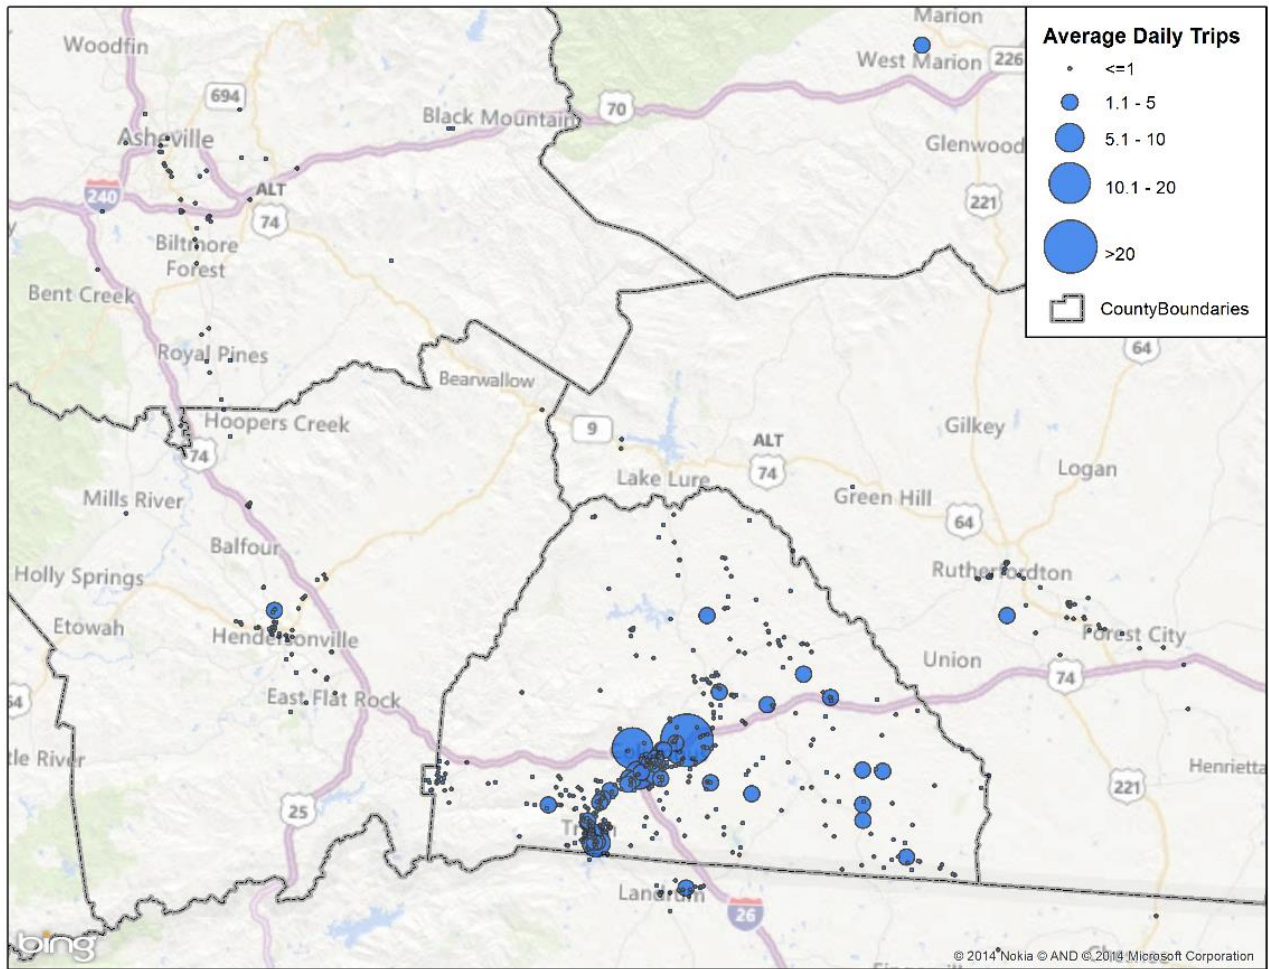 Marion
Average Daily Trips
Woodfin
West Marion
226
<=1
694
1.1 - 5
70
Black Mountain
5.1 - 10
Asheville
Glenwood
10.1 - 20
240
ALT
74
221
Biltmore
Forest
>20
Bent Creek
CountyBoundaries
Royal Pines
64
Bearwallow
Hoopers Creek
9
Gilkey
ALT
74
74
Logan
Lake Lure
Mills River
Green Hill
64
Balfour
Holly Springs
Rutherfordton
Etowah
Hendersonville
Forest City
Union
74
64
East Flat Rock
tle River
Henrietta
221
25
Landrum
26
bing
© 2014 Nokia © AND © 2014 Microsoft Corporation